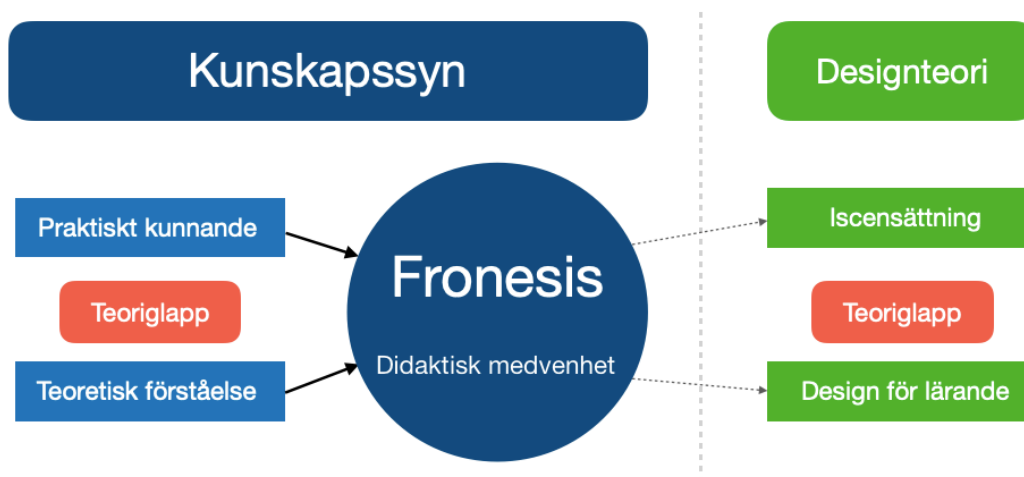 Kunskapssyn
Designteori
Praktiskt kunnande
Teoriglapp
Teoretisk förståelse
Fronesis
Didaktisk medvenhet
Iscensättning
Teoriglapp
Design för lärande